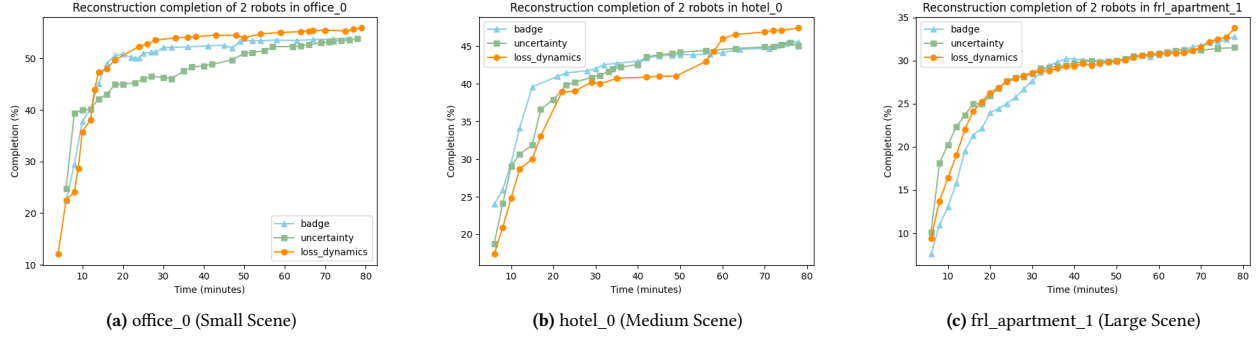 Reconstruction completion of 2 robots in office_0
Completion (%)
50
40
30
20
10
badge
uncertainty
loss_dynamics
10 20 30 40 50 60 70 80
Time (minutes)
(a) office_0 (Small Scene)
Reconstruction completion of 2 robots in hotel_0
badge
uncertainty
loss_dynamics
Completion (%)
45
40
35
30
25
20
10 20 30 40 50 60 70 80
Time (minutes)
(b) hotel_0 (Medium Scene)
Reconstruction completion of 2 robots in frl_apartment_1
badge
uncertainty
loss_dynamics
Completion (%)
35
30
25
20
15
10
10 20 30 40 50 60 70 80
Time (minutes)
(c) frl_apartment_1 (Large Scene)